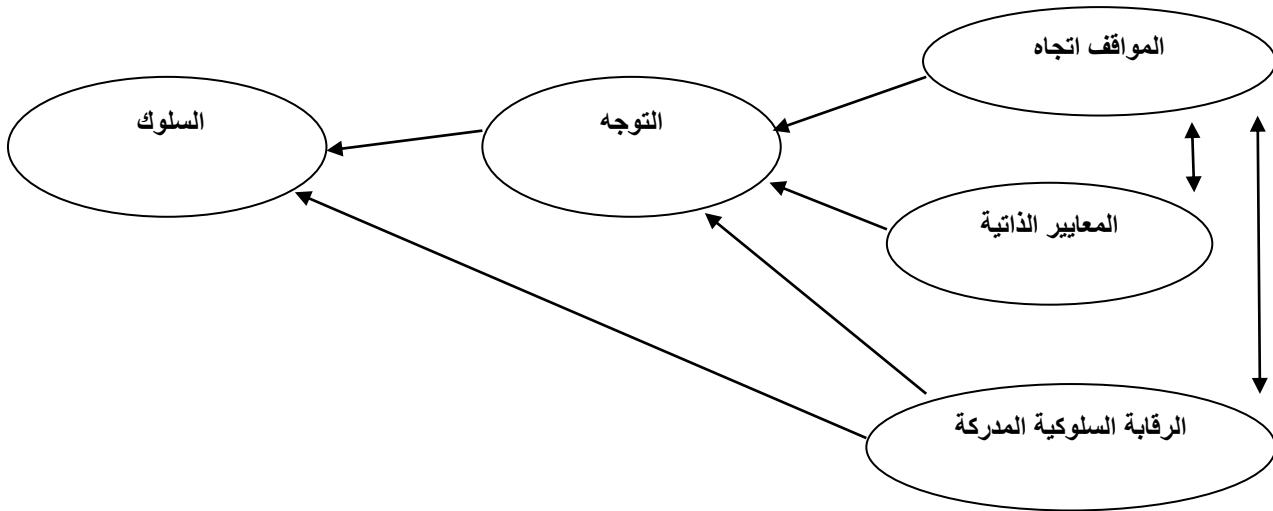 المواقف اتجاه
التوجه
السلوك
المعايير الذاتية
الرقابة السلوكية المدركة